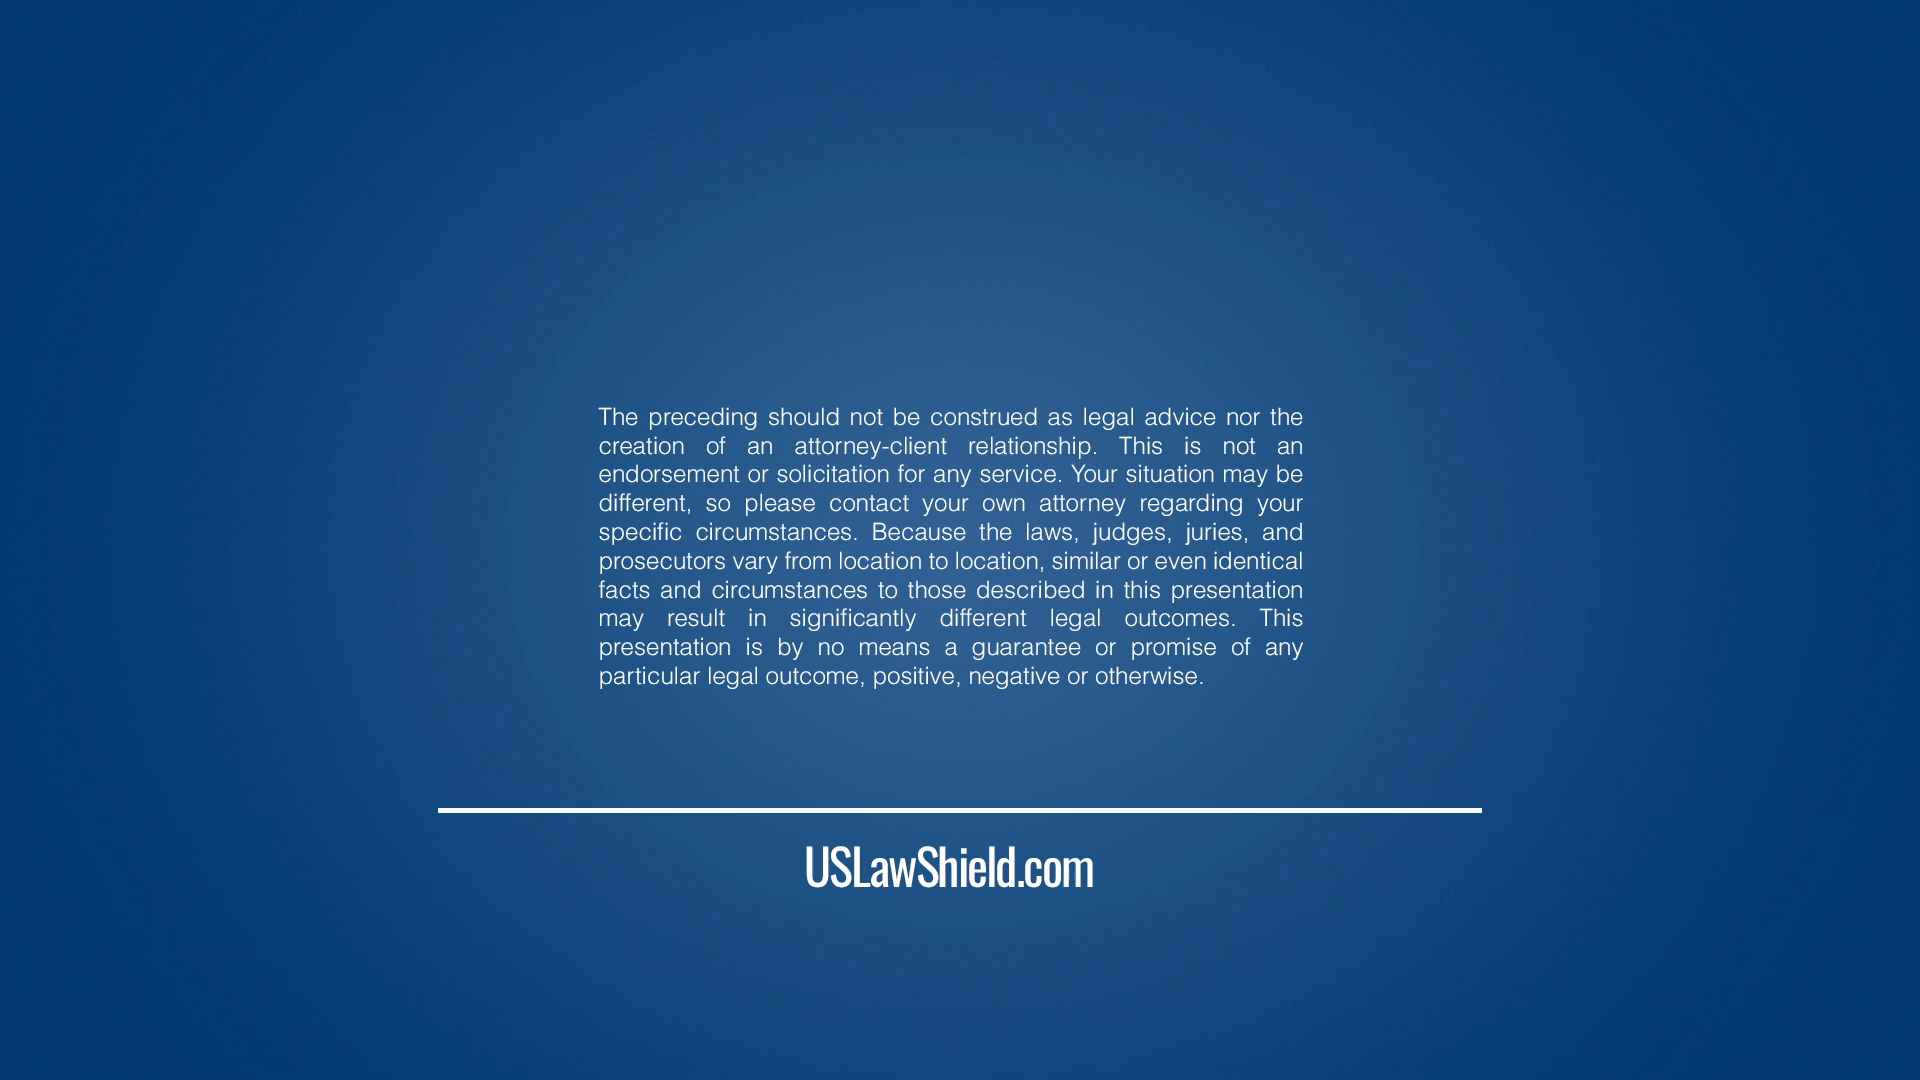 The preceding should not be construed as legal advice nor the
creation of an attorney-client relationship. This is not an
endorsement or solicitation for any service. Your situation may be
different, so please contact your own attorney regarding your
specific circumstances. Because the laws, judges, juries, and
prosecutors vary from location to location, similar or even identical
facts and circumstances to those described in this presentation
may result in significantly different legal outcomes. This
presentation is by no means a guarantee or promise of any
particular legal outcome, positive, negative or otherwise.
USLawShield.com